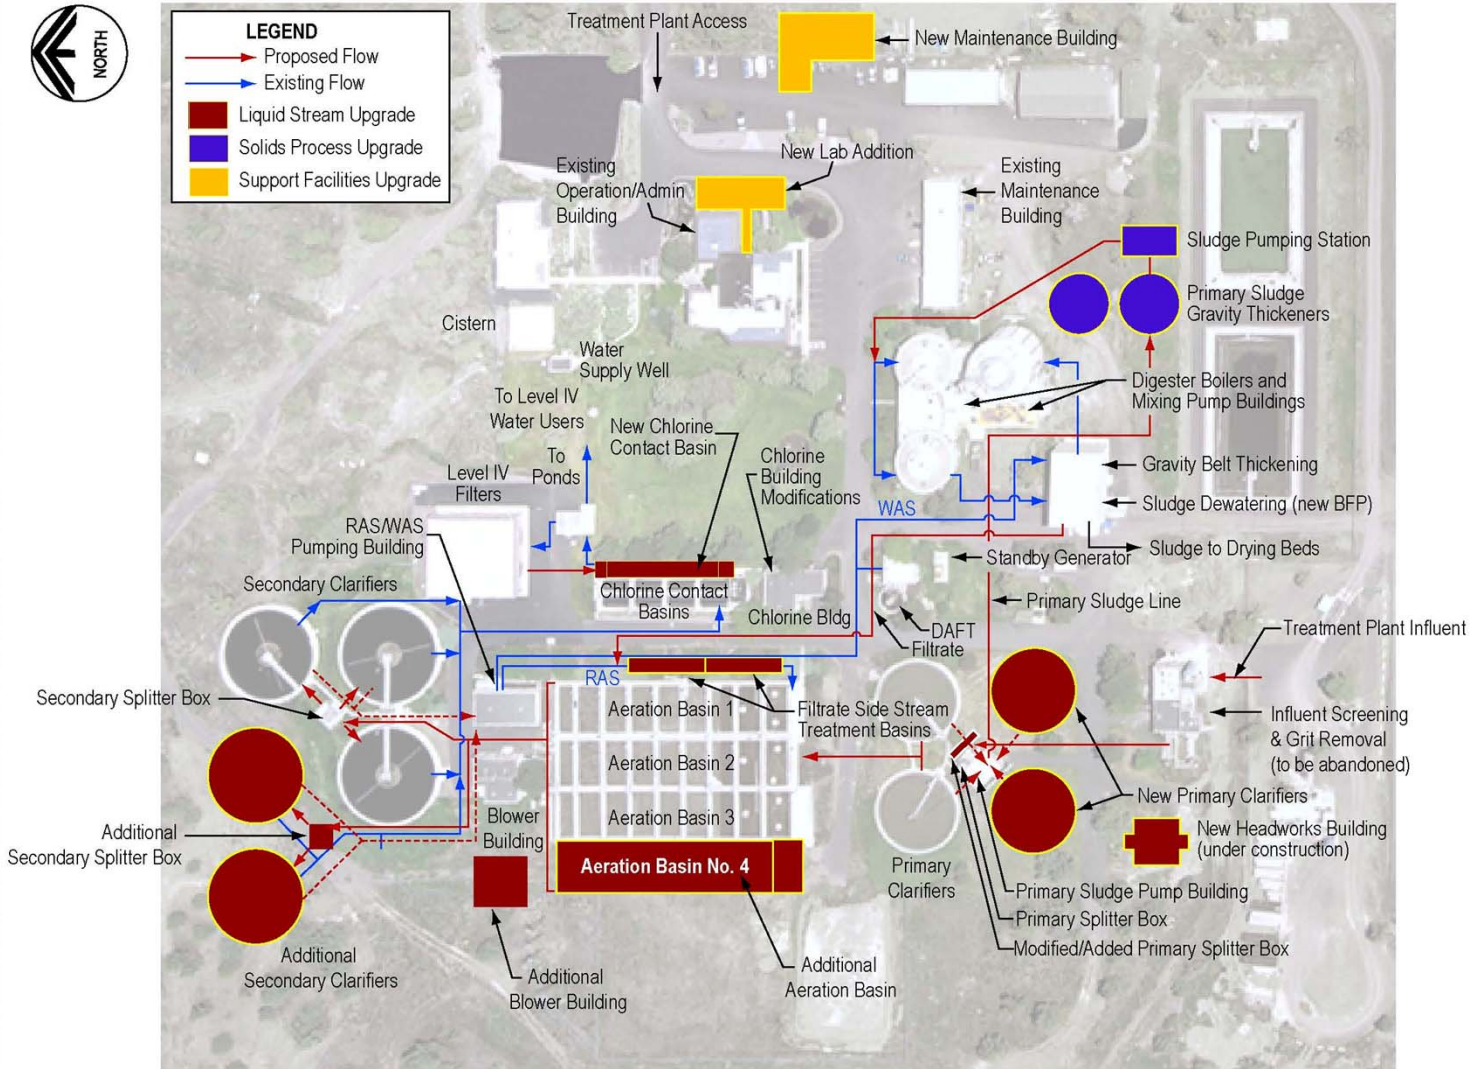 NORTH
LEGEND
Proposed Flow
Existing Flow
Liquid Stream Upgrade
Solids Process Upgrade
Support Facilities Upgrade
Treatment Plant Access
New Maintenance Building
New Lab Addition
Existing
Operation/Admin
Building
Existing
Maintenance
Building
Sludge Pumping Station
Primary Sludge
Gravity Thickeners
Cistern
Water
Supply Well
To Level IV
Water Users
Digester Boilers and
Mixing Pump Buildings
New Chlorine
Contact Basin
To
Ponds
Chlorine
Building
Modifications
Level IV
Filters
Gravity Belt Thickening
WAS
Sludge Dewatering (new BFP)
RAS/WAS
Pumping Building
Sludge to Drying Beds
Standby Generator
Secondary Clarifiers
Chlorine Contact
Basins
Chlorine Bldg
Primary Sludge Line
DAFT
Filtrate
Treatment Plant Influent
RAS
Secondary Splitter Box
Aeration Basin 1
Filtrate Side Stream
Treatment Basins
Influent Screening
& Grit Removal
(to be abandoned)
Aeration Basin 2
New Primary Clarifiers
Blower
Building
Aeration Basin 3
Additional
Secondary Splitter Box
New Headworks Building
(under construction)
Aeration Basin No. 4
Primary
Clarifiers
Primary Sludge Pump Building
Primary Splitter Box
Modified/Added Primary Splitter Box
Additional
Secondary Clarifiers
Additional
Blower Building
Additional
Aeration Basin